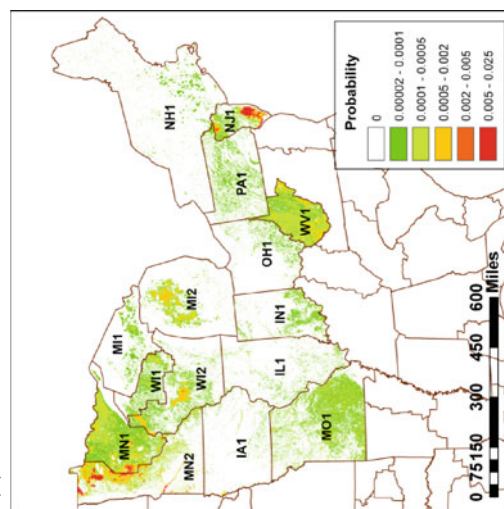 NH1
MI1
MN1
WI1
MI2
WI2
MN2
PA1
NJ1
OH1
WV1
IN1
IL1
IA1
MO1
Probability
0
0.00002 - 0.0001
0.0001 - 0.0005
0.0005 - 0.002
0.002 - 0.005
0.005 - 0.025
0 75 150 300 450 600
Miles